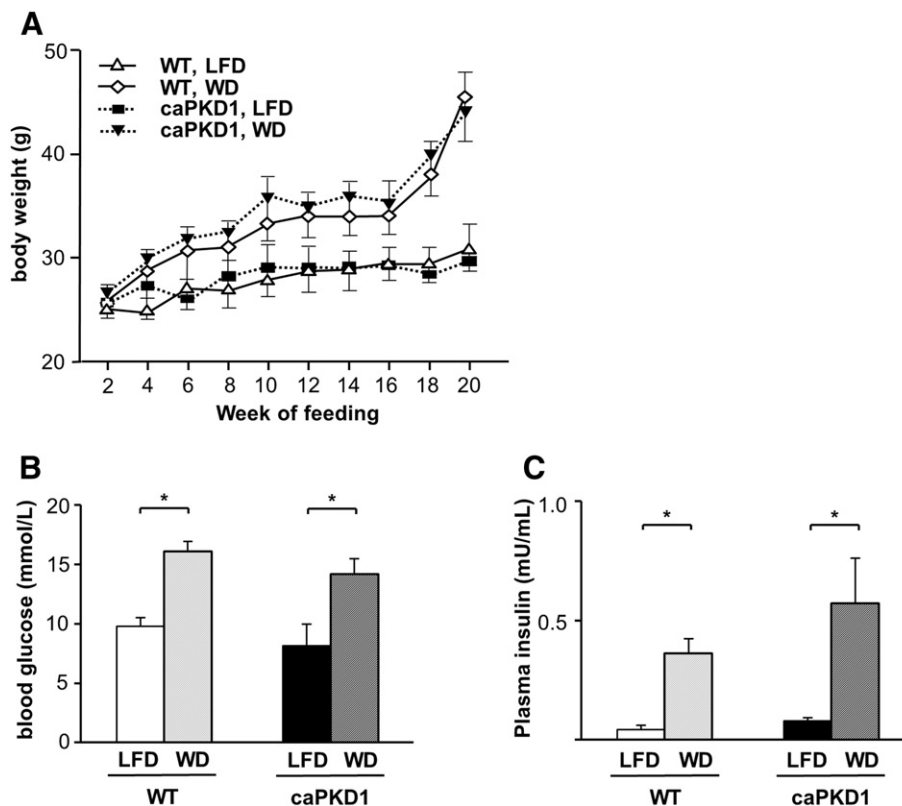 A
50
40
30
20
body weight (g)
WT, LFD
WT, WD
caPKD1, LFD
caPKD1, WD
2 4 6 8 10 12 14 16 18 20
Week of feeding
B
20
15
10
5
0
blood glucose (mmol/L)
* *
LFD WD LFD WD
WT caPKD1
C
1.0
0.5
Plasma insulin (mU/mL)
* *
LFD WD LFD WD
WT caPKD1